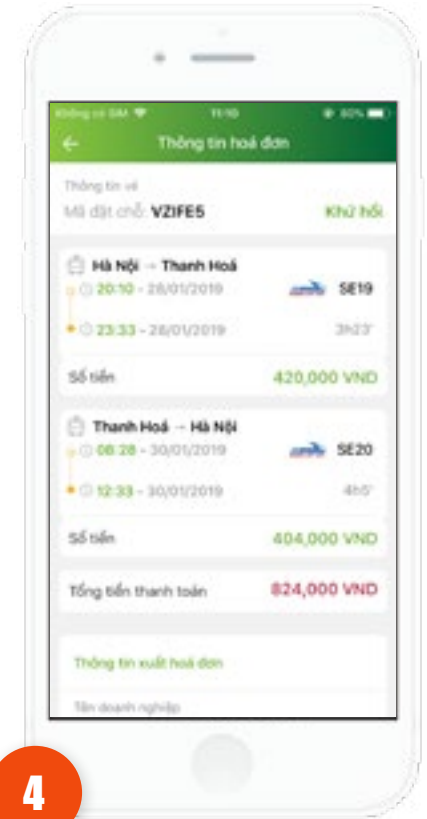 Không có SIM 11:10 80%
Thông tin hoá đơn
Thông tin vé
Mã đặt chỗ: VZIFE5 Khứ hồi
Hà Nội → Thanh Hoá
20:10 - 28/01/2019 SE19
23:33 - 28/01/2019 3h23'
Số tiền 420,000 VND
Thanh Hoá → Hà Nội
08:28 - 30/01/2019 SE20
12:33 - 30/01/2019 4h5'
Số tiền 404,000 VND
Tổng tiền thanh toán 824,000 VND
Thông tin xuất hoá đơn
Tên doanh nghiệp
4